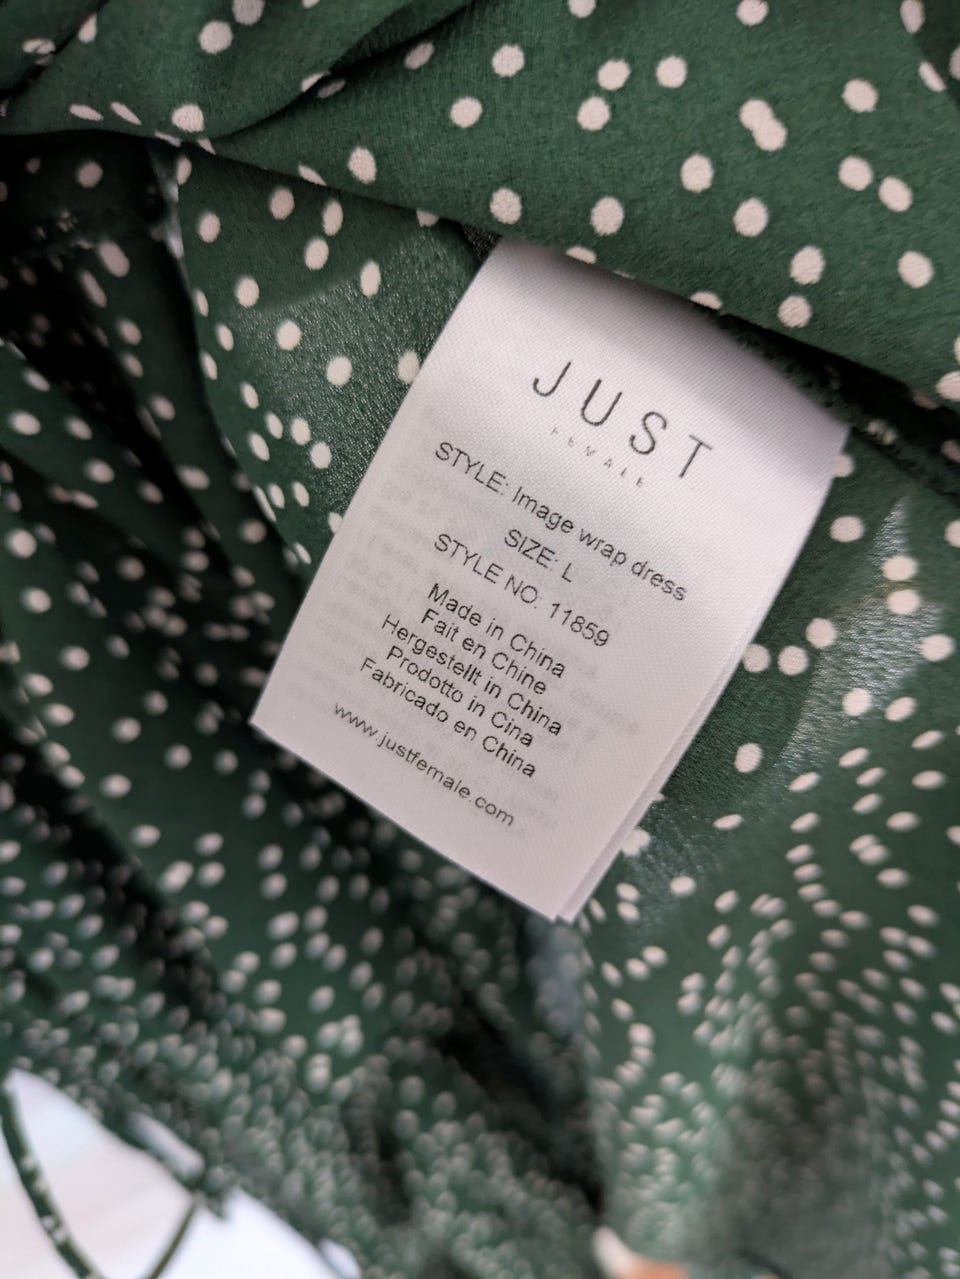 JUST
FEMALE
STYLE: Image wrap dress
SIZE: L
STYLE NO. 11859
Made in China
Fait en Chine
Hergestellt in China
Prodotto in Cina
Fabricado en China
www.justfemale.com